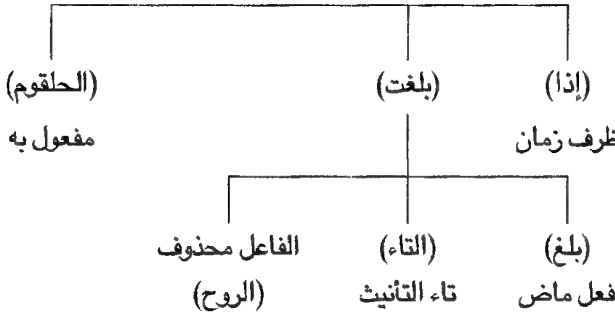 (إذا) (بلغت) (الحلقوم)
ظرف زمان مفعول به
(بلغ) (التاء) الفاعل محذوف
فعل ماض تاء التأنيث (الروح)